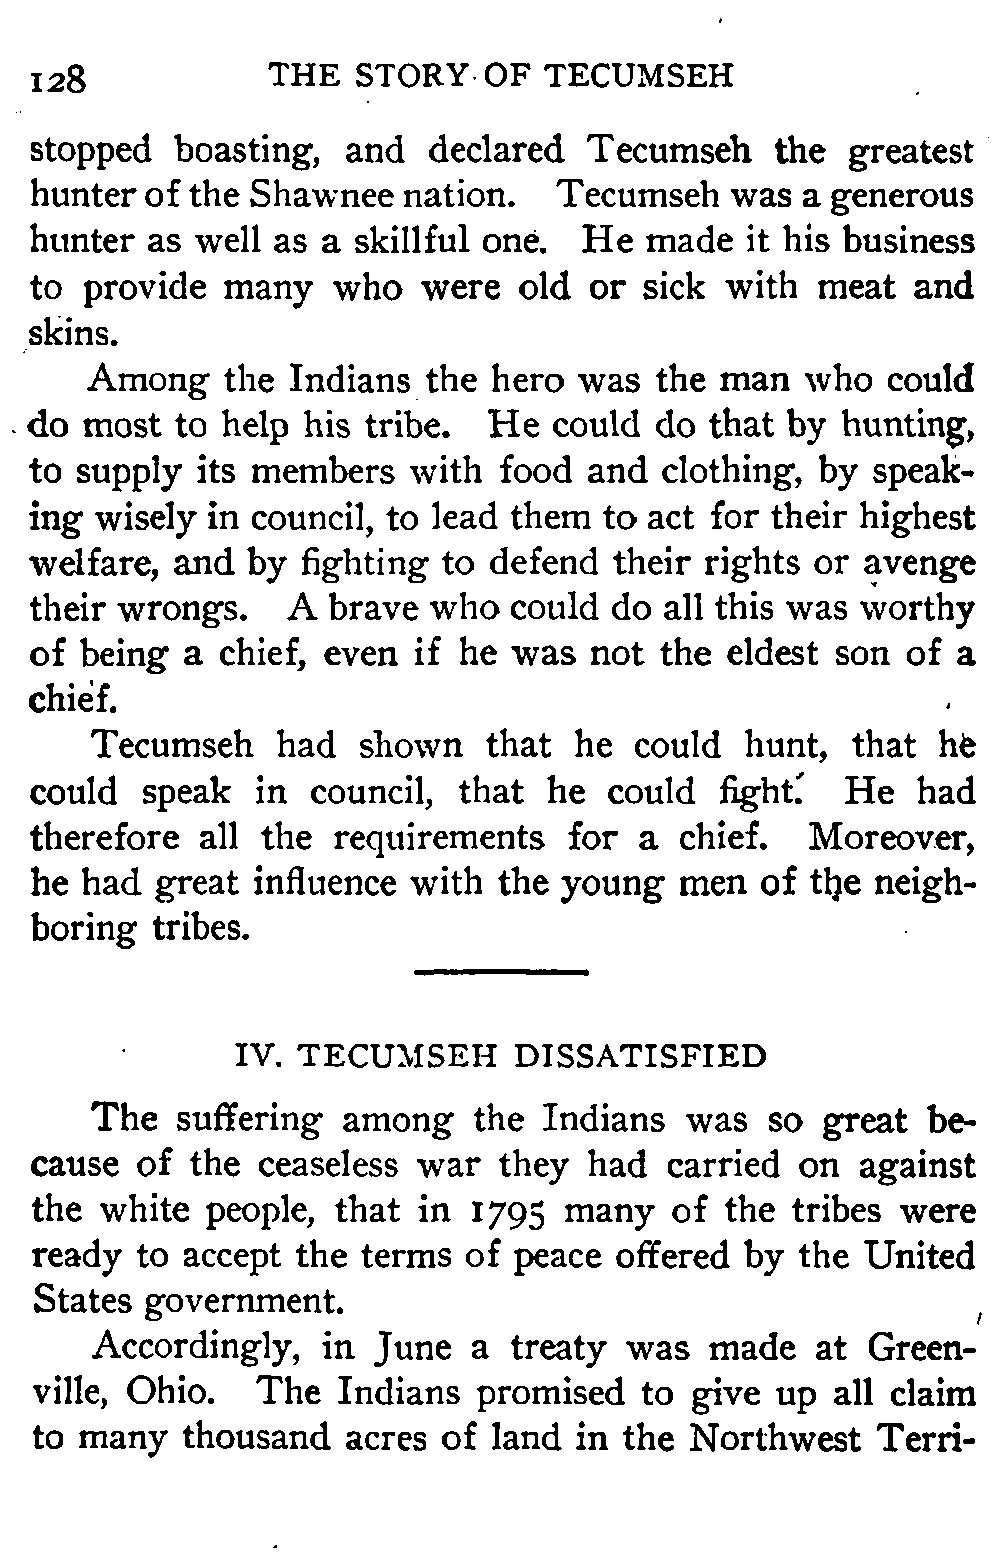 128 THE STORY OF TECUMSEH
stopped boasting, and declared Tecumseh the greatest
hunter of the Shawnee nation. Tecumseh was a generous
hunter as well as a skillful one. He made it his business
to provide many who were old or sick with meat and
skins.
Among the Indians the hero was the man who could
do most to help his tribe. He could do that by hunting,
to supply its members with food and clothing, by speak-
ing wisely in council, to lead them to act for their highest
welfare, and by fighting to defend their rights or avenge
their wrongs. A brave who could do all this was worthy
of being a chief, even if he was not the eldest son of a
chief.
Tecumseh had shown that he could hunt, that he
could speak in council, that he could fight. He had
therefore all the requirements for a chief. Moreover,
he had great influence with the young men of the neigh-
boring tribes.
IV. TECUMSEH DISSATISFIED
The suffering among the Indians was so great be-
cause of the ceaseless war they had carried on against
the white people, that in 1795 many of the tribes were
ready to accept the terms of peace offered by the United
States government.
Accordingly, in June a treaty was made at Green-
ville, Ohio. The Indians promised to give up all claim
to many thousand acres of land in the Northwest Terri-